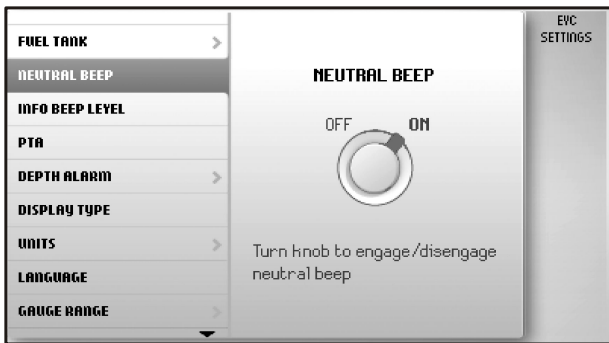 EVC
SETTINGS
FUEL TANK
NEUTRAL BEEP
INFO BEEP LEVEL
PTA
DEPTH ALARM
DISPLAY TYPE
UNITS
LANGUAGE
GAUGE RANGE
NEUTRAL BEEP
OFF ON
Turn knob to engage/disengage
neutral beep